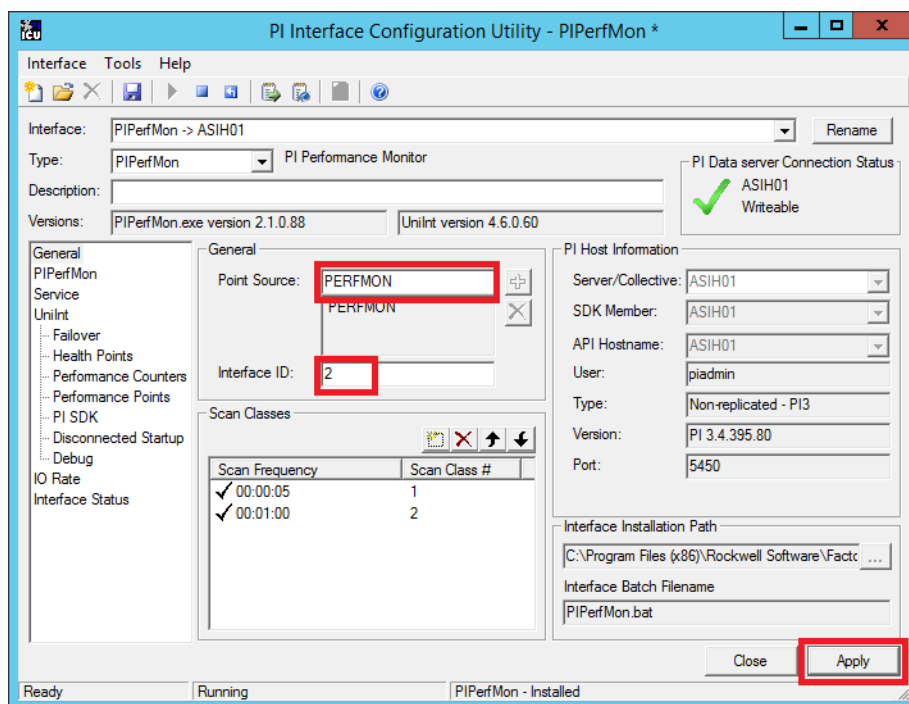 ICU
PI Interface Configuration Utility - PIPerfMon *
Interface Tools Help
Interface: PIPerfMon -> ASIH01 Rename
Type: PIPerfMon PI Performance Monitor
Description:
Versions: PIPerfMon.exe version 2.1.0.88 UniInt version 4.6.0.60
PI Data server Connection Status
ASIH01
Writeable
General
PIPerfMon
Service
UniInt
Failover
Health Points
Performance Counters
Performance Points
PI SDK
Disconnected Startup
Debug
IO Rate
Interface Status
General
Point Source: PERFMON
PERFMON
Interface ID: 2
Scan Classes
Scan Frequency Scan Class #
00:00:05 1
00:01:00 2
PI Host Information
Server/Collective: ASIH01
SDK Member: ASIH01
API Hostname: ASIH01
User: piadmin
Type: Non-replicated - PI3
Version: PI 3.4.395.80
Port: 5450
Interface Installation Path
C:\Program Files (x86)\Rockwell Software\Factc ...
Interface Batch Filename
PIPerfMon.bat
Close Apply
Ready Running PIPerfMon - Installed